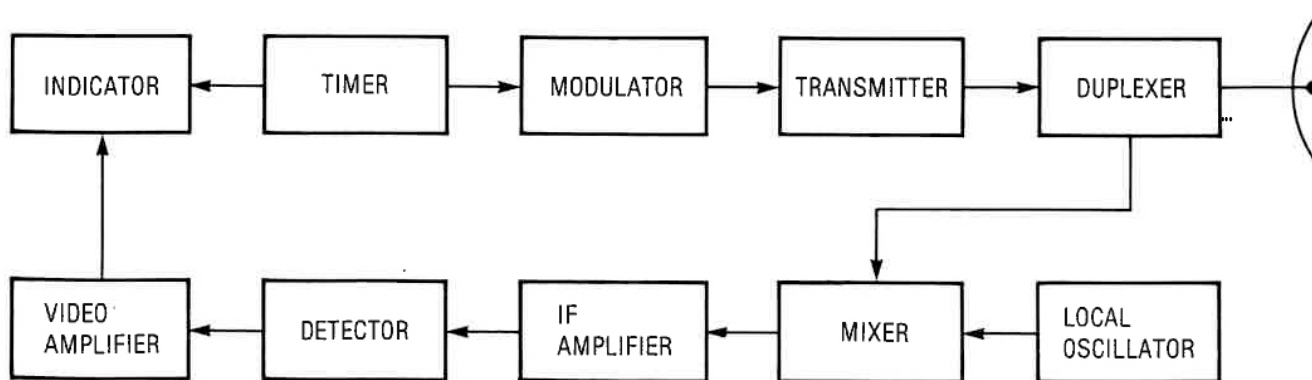 INDICATOR
TIMER
MODULATOR
TRANSMITTER
DUPLEXER
VIDEO
AMPLIFIER
DETECTOR
IF
AMPLIFIER
MIXER
LOCAL
OSCILLATOR